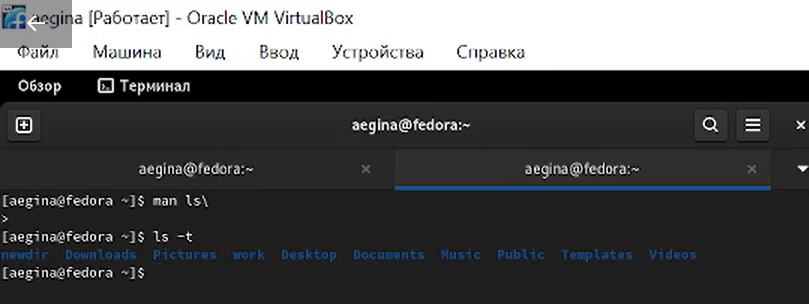 aegina [Работает] - Oracle VM VirtualBox
Файл Машина Вид Ввод Устройства Справка
Обзор Терминал
aegina@fedora:~
aegina@fedora:~ aegina@fedora:~
[aegina@fedora ~]$ man ls\
>
[aegina@fedora ~]$ ls -t
newdir Downloads Pictures work Desktop Documents Music Public Templates Videos
[aegina@fedora ~]$